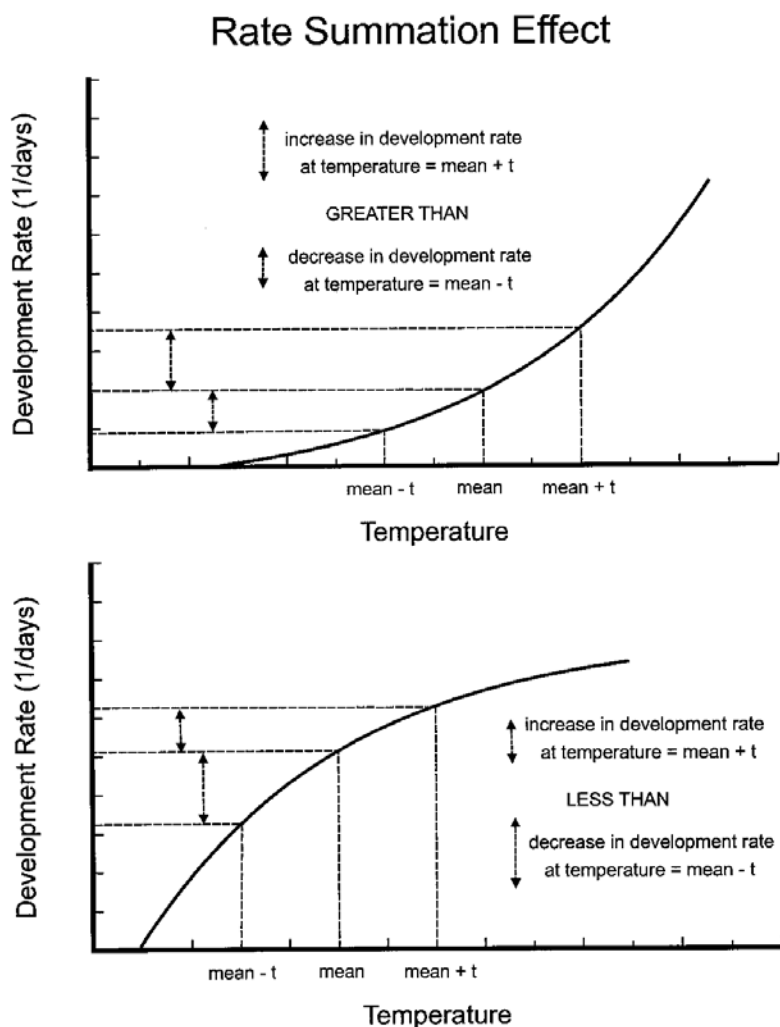 Rate Summation Effect
Development Rate (1/days)
increase in development rate
at temperature = mean + t
GREATER THAN
decrease in development rate
at temperature = mean - t
mean - t
mean
mean + t
Temperature
Development Rate (1/days)
increase in development rate
at temperature = mean + t
LESS THAN
decrease in development rate
at temperature = mean - t
mean - t
mean
mean + t
Temperature